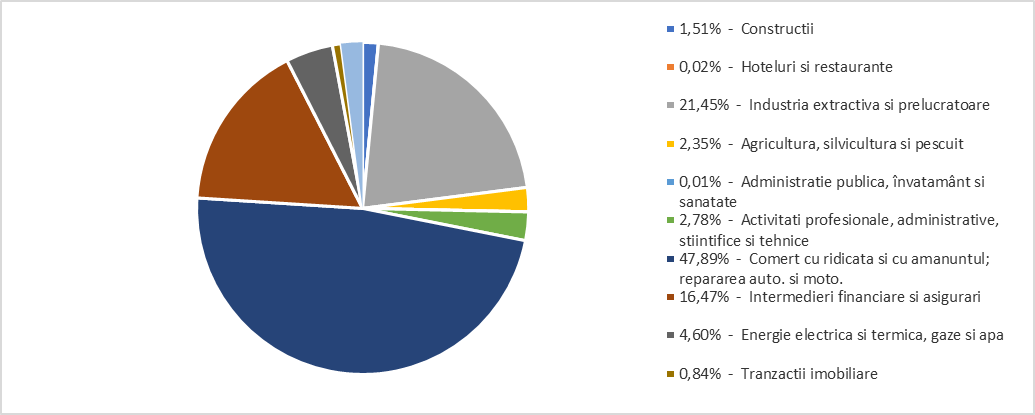 1,51% - Constructii
0,02% - Hoteluri si restaurante
21,45% - Industria extractiva si prelucratoare
2,35% - Agricultura, silvicultura si pescuit
0,01% - Administratie publica, învatamânt si
sanatate
2,78% - Activitati profesionale, administrative,
stiintifice si tehnice
47,89% - Comert cu ridicata si cu amanuntul;
repararea auto. si moto.
16,47% - Intermedieri financiare si asigurari
4,60% - Energie electrica si termica, gaze si apa
0,84% - Tranzactii imobiliare